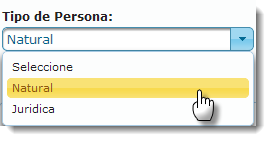 Tipo de Persona:
Natural
Seleccione
Natural
Juridica